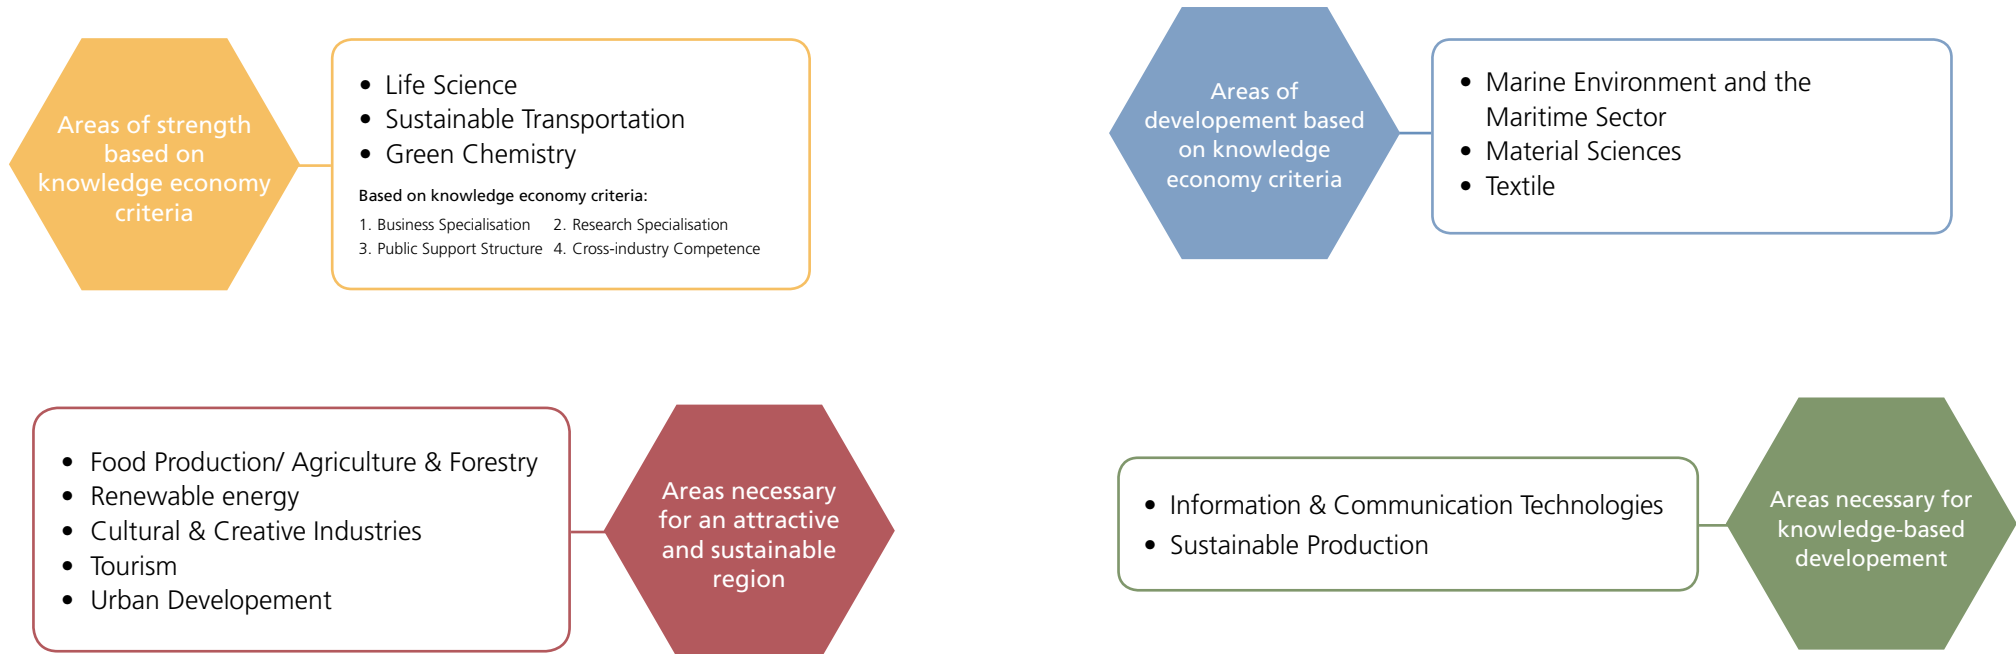 Areas of strength
based on
knowledge economy
criteria
• Life Science
• Sustainable Transportation
• Green Chemistry
Based on knowledge economy criteria:
1. Business Specialisation 2. Research Specialisation
3. Public Support Structure 4. Cross-industry Competence
Areas of
developement based
on knowledge
economy criteria
• Marine Environment and the
Maritime Sector
• Material Sciences
• Textile
• Food Production/ Agriculture & Forestry
• Renewable energy
• Cultural & Creative Industries
• Tourism
• Urban Developement
Areas necessary
for an attractive
and sustainable
region
• Information & Communication Technologies
• Sustainable Production
Areas necessary for
knowledge-based
developement